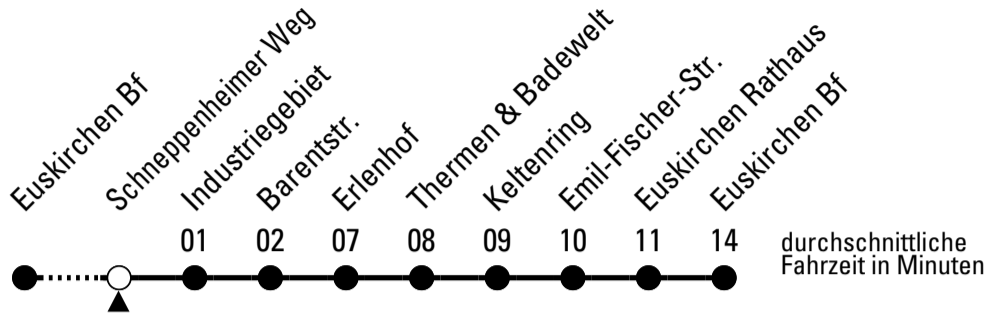 Euskirchen Bf
Schneppenheimer Weg
Industriegebiet
Barentstr.
Erlenhof
Thermen & Badewelt
Keltenring
Emil-Fischer-Str.
Euskirchen Rathaus
Euskirchen Bf
01 02 07 08 09 10 11 14
durchschnittliche
Fahrzeit in Minuten